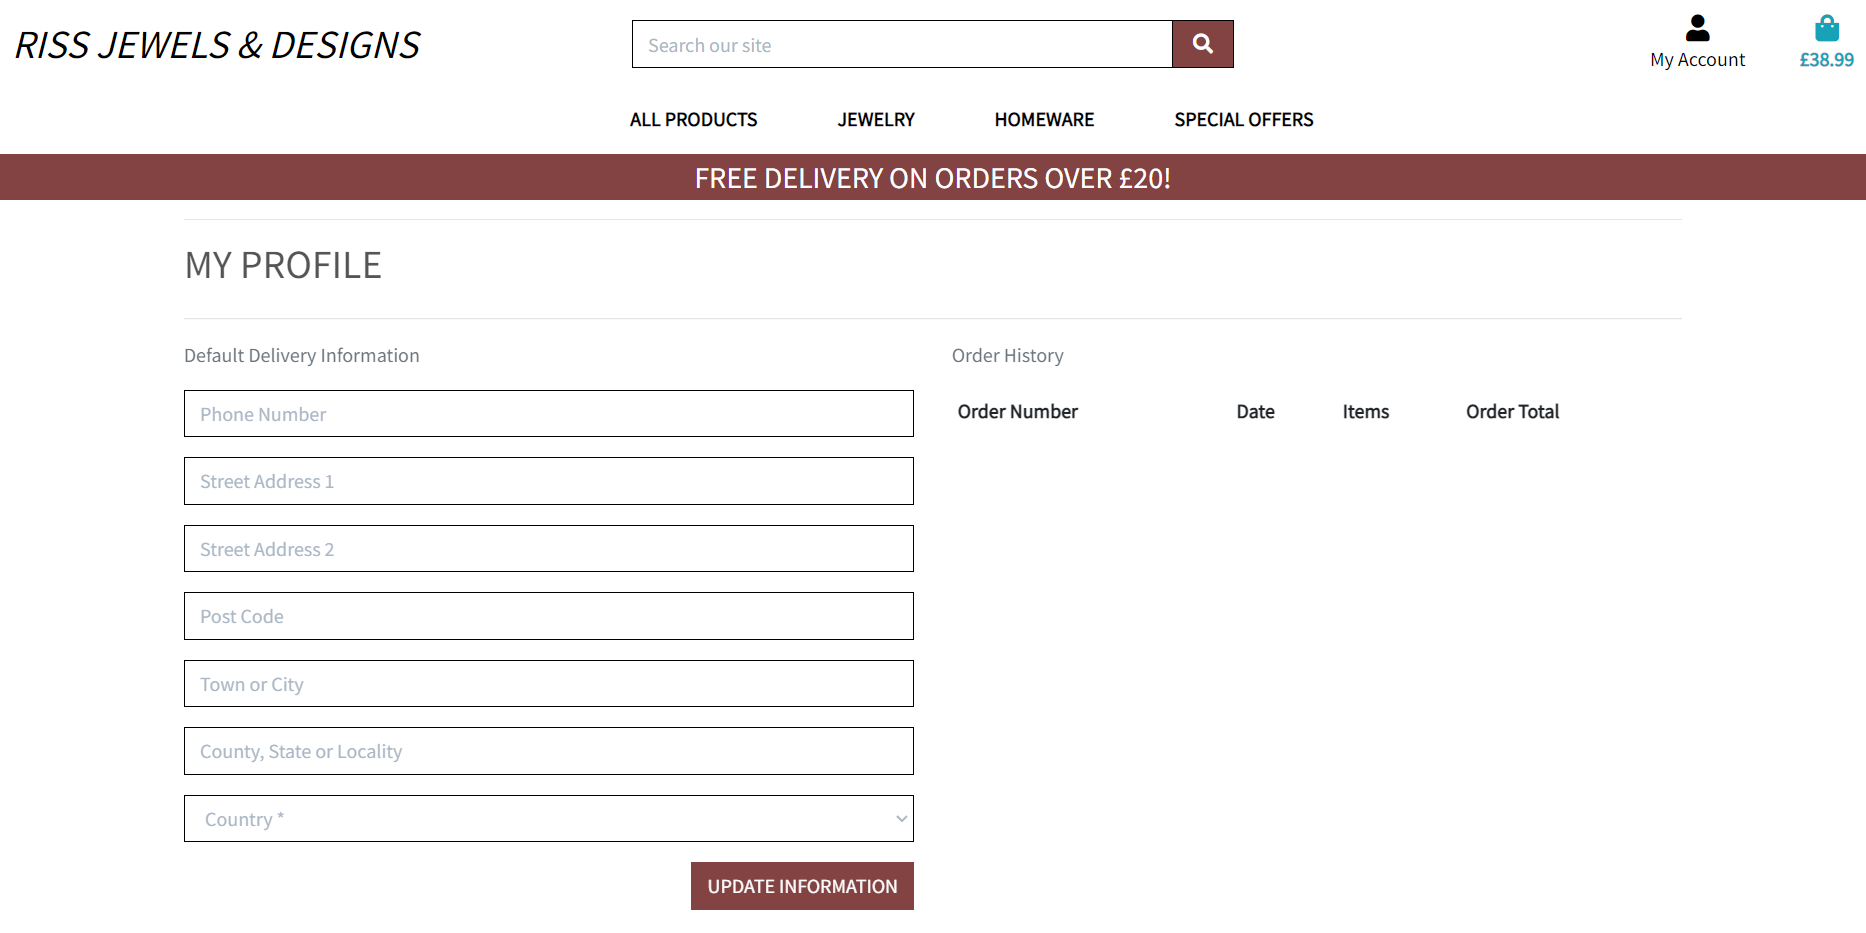 RISS JEWELS & DESIGNS
Search our site
My Account
£38.99
ALL PRODUCTS
JEWELRY
HOMEWARE
SPECIAL OFFERS
FREE DELIVERY ON ORDERS OVER £20!
MY PROFILE
Default Delivery Information
Phone Number
Street Address 1
Street Address 2
Post Code
Town or City
County, State or Locality
Country *
UPDATE INFORMATION
Order History
Order Number Date Items Order Total